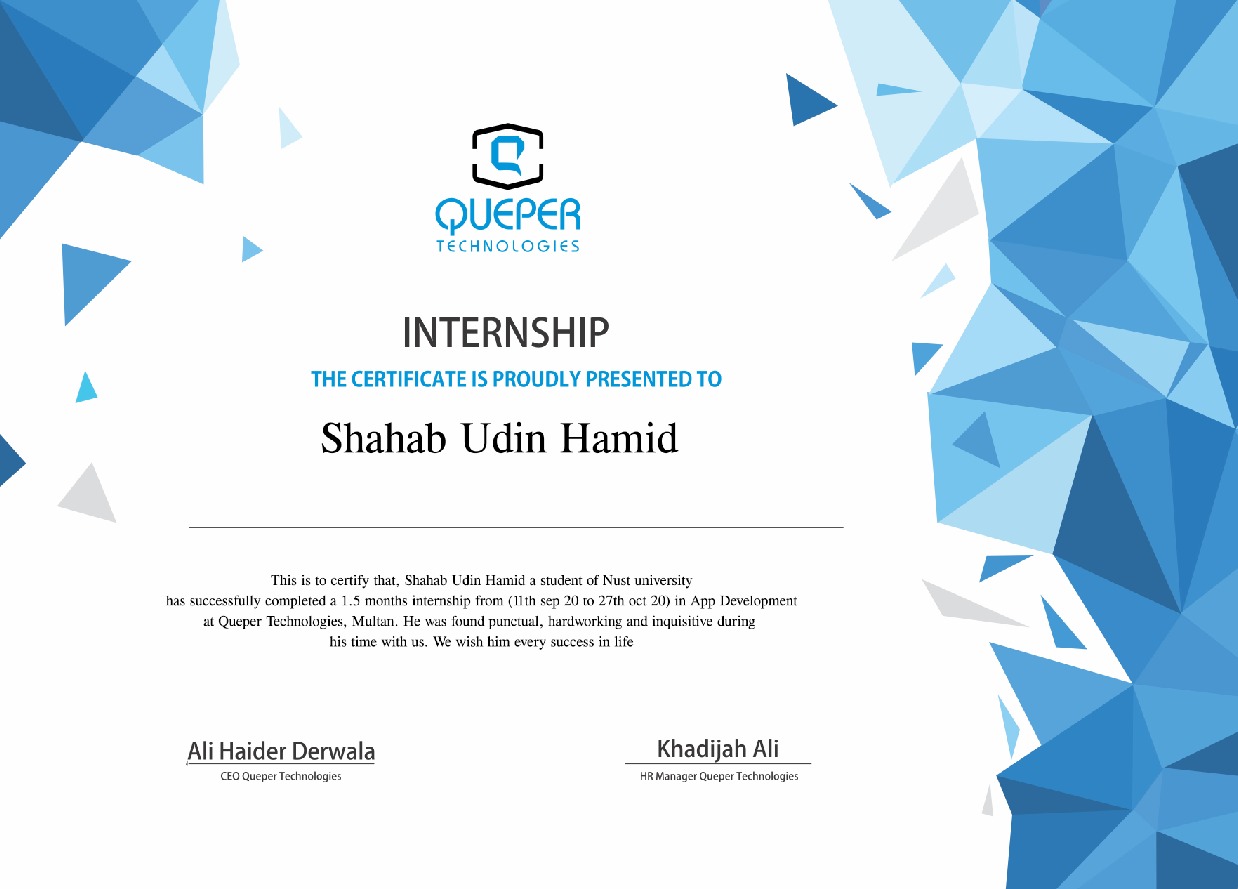 QUEPER
TECHNOLOGIES
INTERNSHIP
THE CERTIFICATE IS PROUDLY PRESENTED TO
Shahab Udin Hamid
This is to certify that, Shahab Udin Hamid a student of Nust university
has successfully completed a 1.5 months internship from (11th sep 20 to 27th oct 20) in App Development
at Queper Technologies, Multan. He was found punctual, hardworking and inquisitive during
his time with us. We wish him every success in life
Ali Haider Derwala
CEO Queper Technologies
Khadijah Ali
HR Manager Queper Technologies